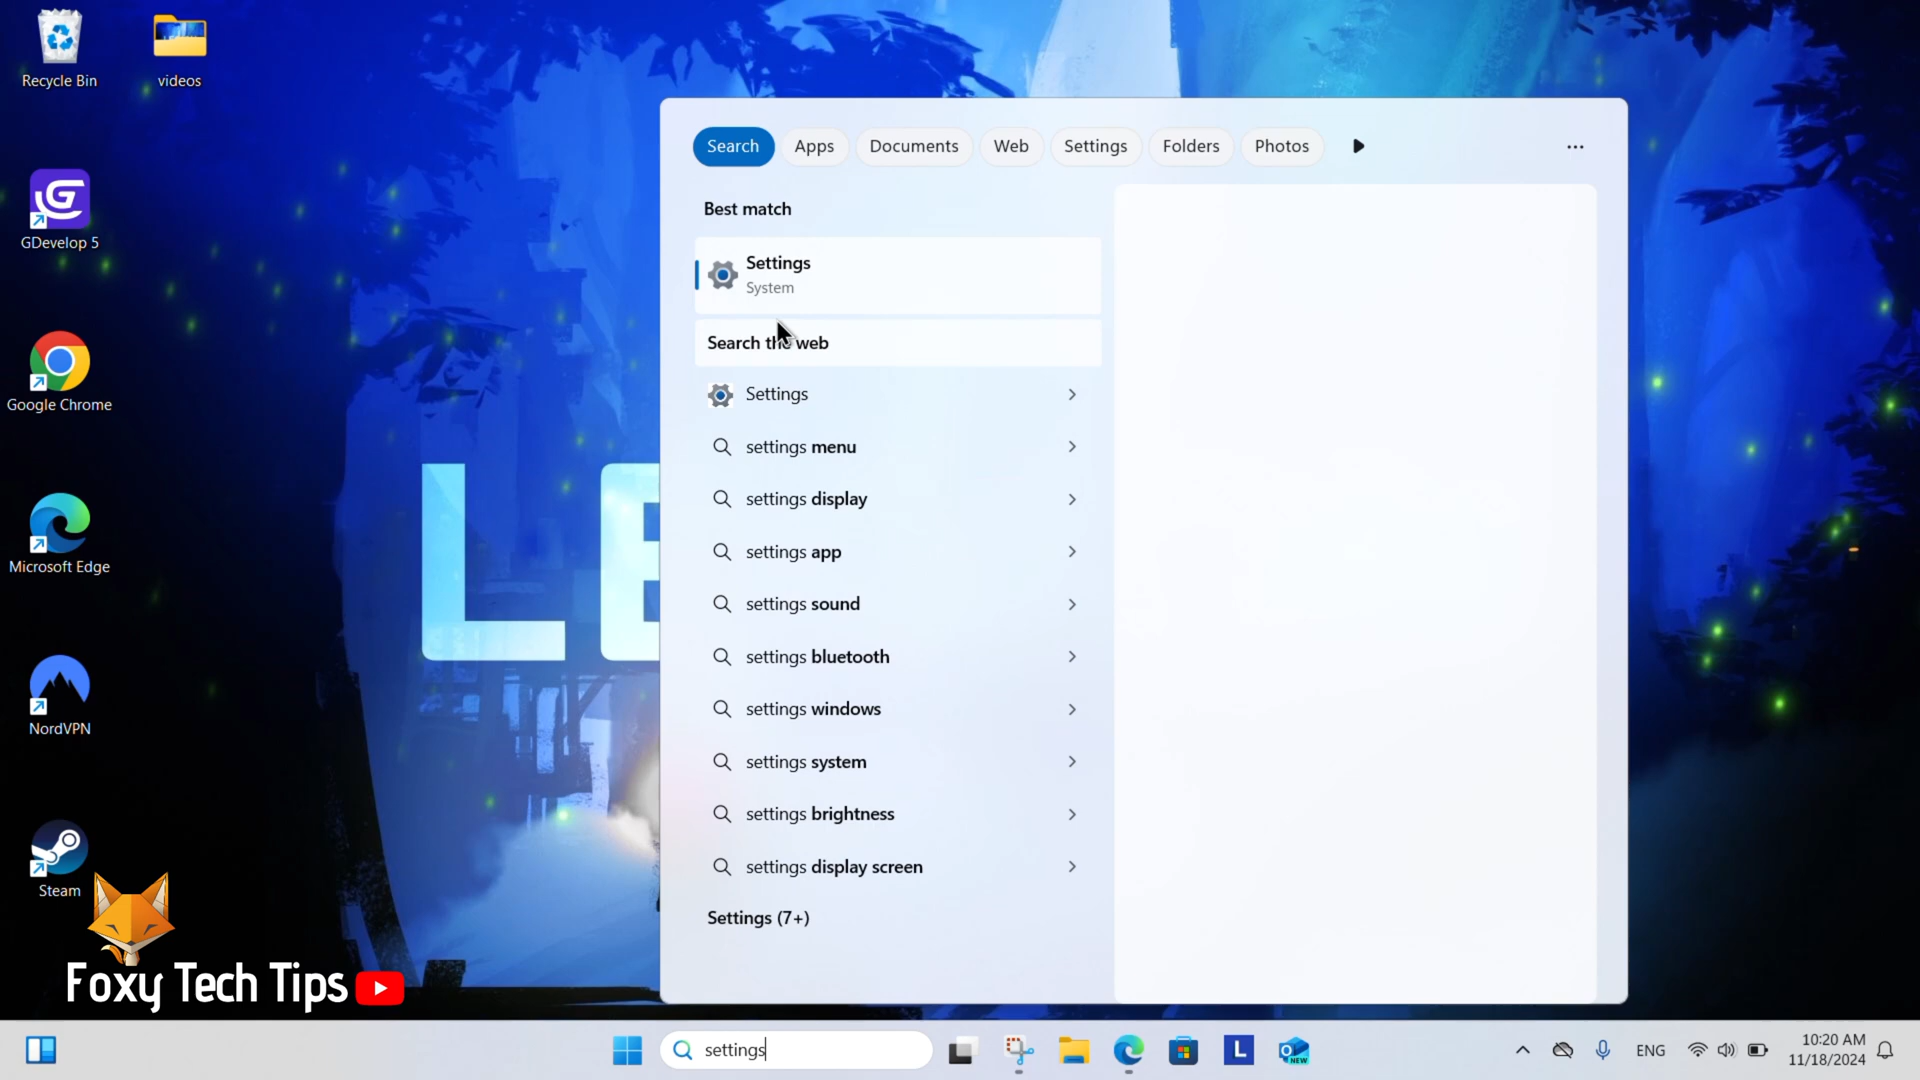 Recycle Bin
videos
GDevelop 5
Google Chrome
Microsoft Edge
NordVPN
Steam
LE
Search Apps Documents Web Settings Folders Photos
Best match
Settings
System
Search the web
Settings
settings menu
settings display
settings app
settings sound
settings bluetooth
settings windows
settings system
settings brightness
settings display screen
Settings (7+)
Foxy Tech Tips
settings
L
NEW
ENG
10:20 AM
11/18/2024